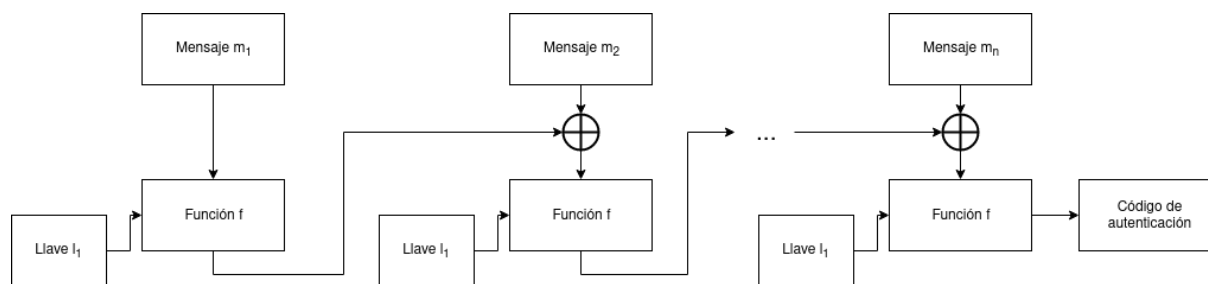 Mensaje m1
Mensaje m2
Mensaje mn
...
Función f
Función f
Función f
Código de
autenticación
Llave l1
Llave l1
Llave l1